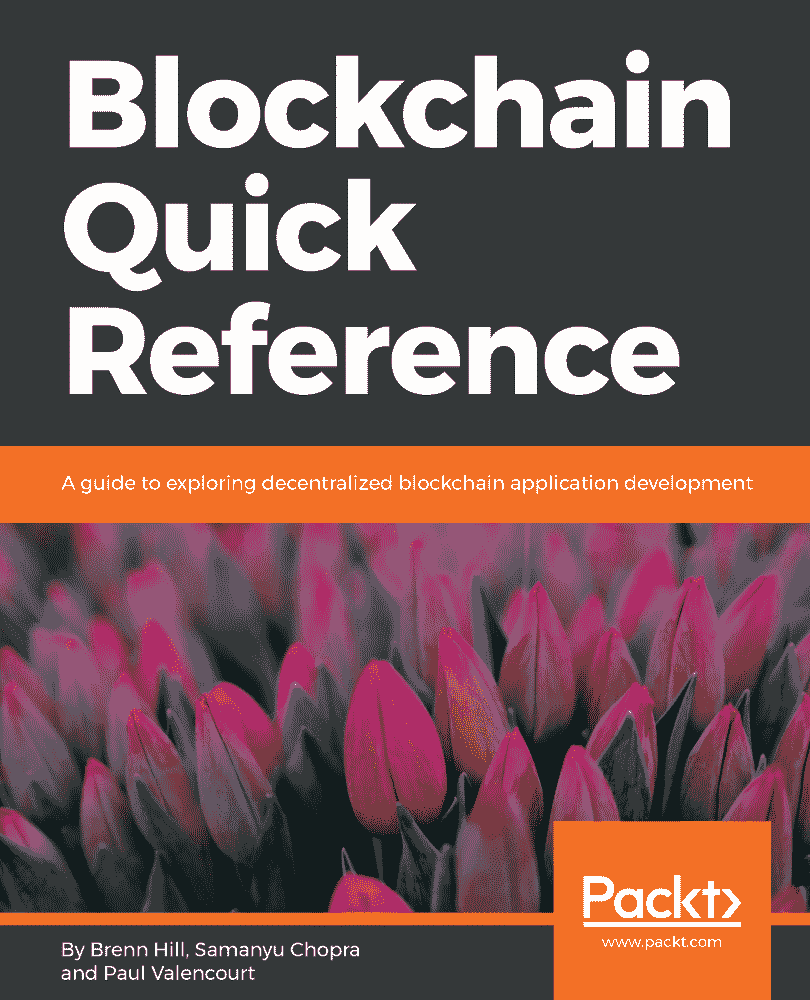 Blockchain
Quick
Reference
A guide to exploring decentralized blockchain application development
Packt>
www.packt.com
By Brenn Hill, Samanyu Chopra
and Paul Valencourt